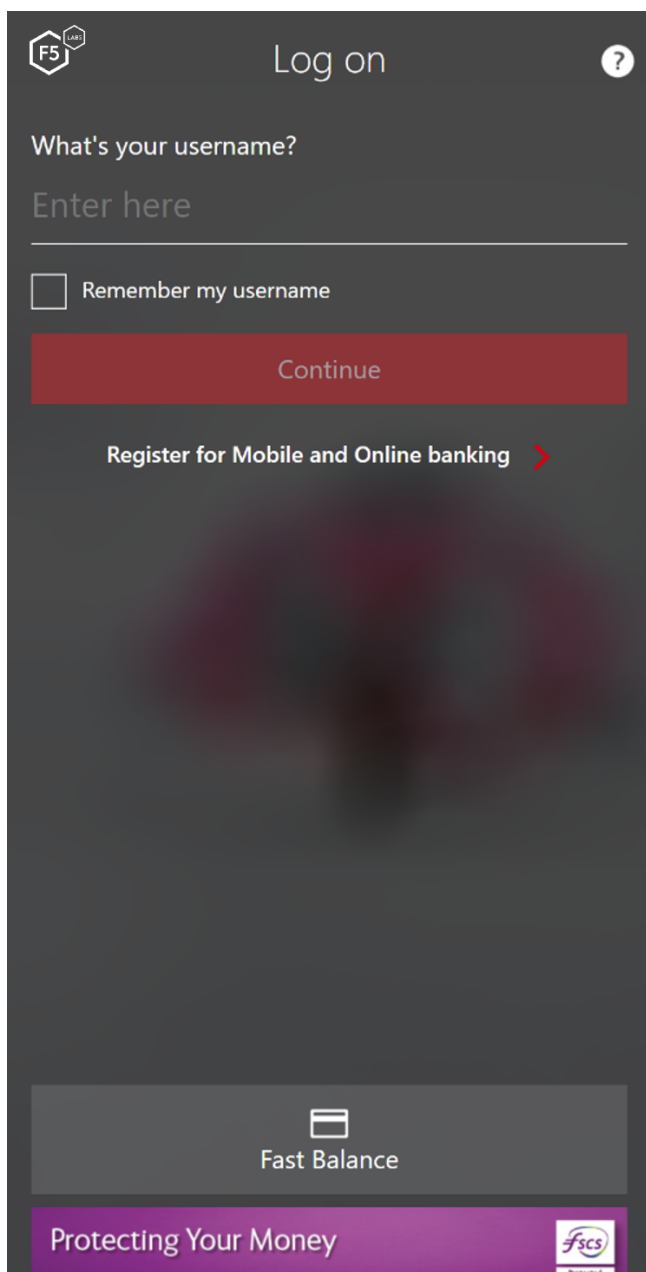 F5 LABS
Log on
?
What's your username?
Enter here
Remember my username
Continue
Register for Mobile and Online banking
Fast Balance
Protecting Your Money
fscs